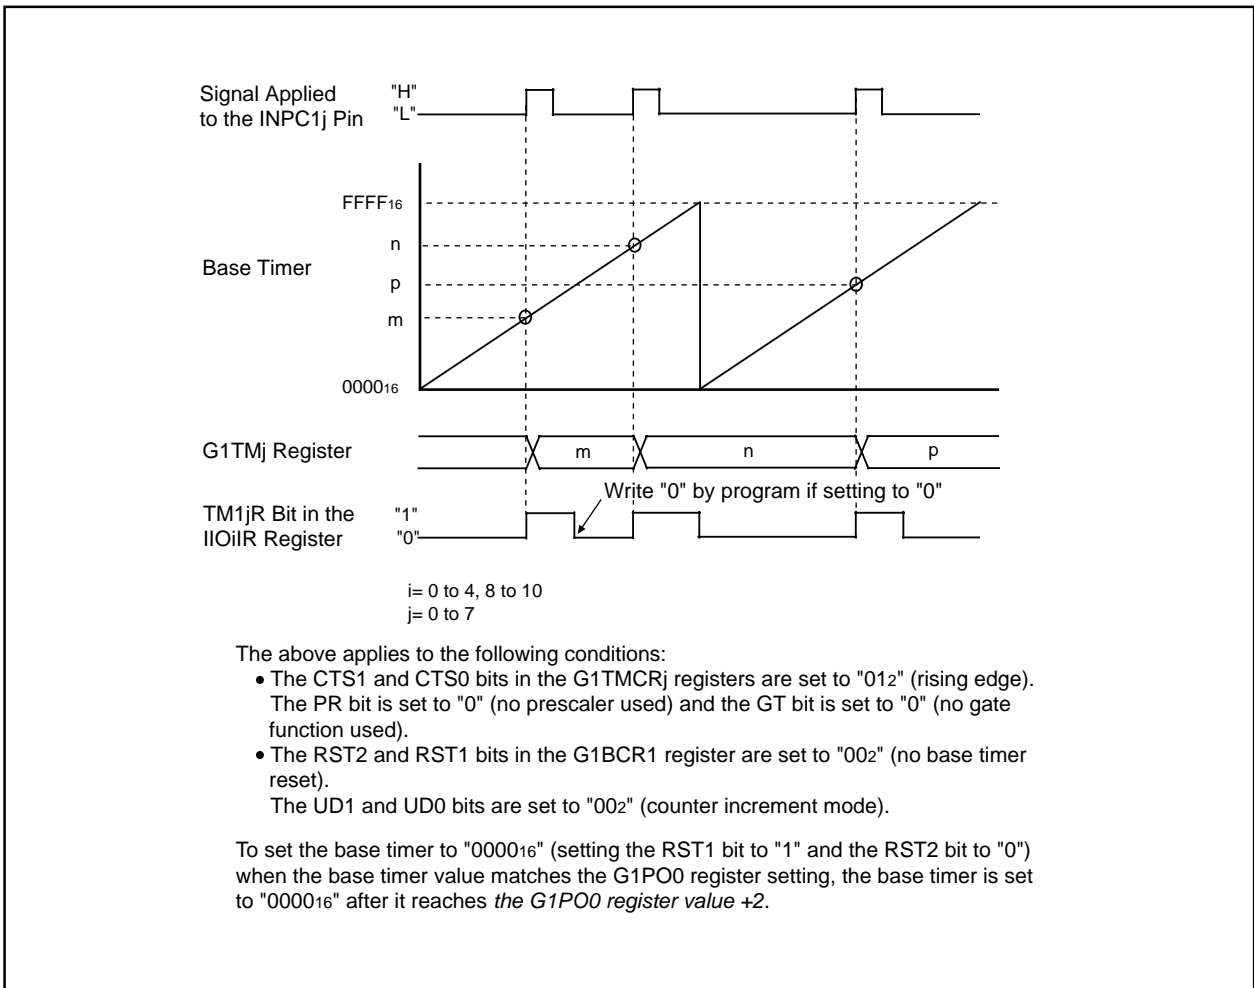 Signal Applied
to the INPC1j Pin
"H"
"L"
FFFF16
n
Base Timer
p
m
000016
G1TMj Register
m
n
p
Write "0" by program if setting to "0"
TM1jR Bit in the
IIOiIR Register
"1"
"0"
i= 0 to 4, 8 to 10
j= 0 to 7
The above applies to the following conditions:
• The CTS1 and CTS0 bits in the G1TMCRj registers are set to "012" (rising edge).
The PR bit is set to "0" (no prescaler used) and the GT bit is set to "0" (no gate
function used).
• The RST2 and RST1 bits in the G1BCR1 register are set to "002" (no base timer
reset).
The UD1 and UD0 bits are set to "002" (counter increment mode).
To set the base timer to "000016" (setting the RST1 bit to "1" and the RST2 bit to "0")
when the base timer value matches the G1PO0 register setting, the base timer is set
to "000016" after it reaches the G1PO0 register value +2.